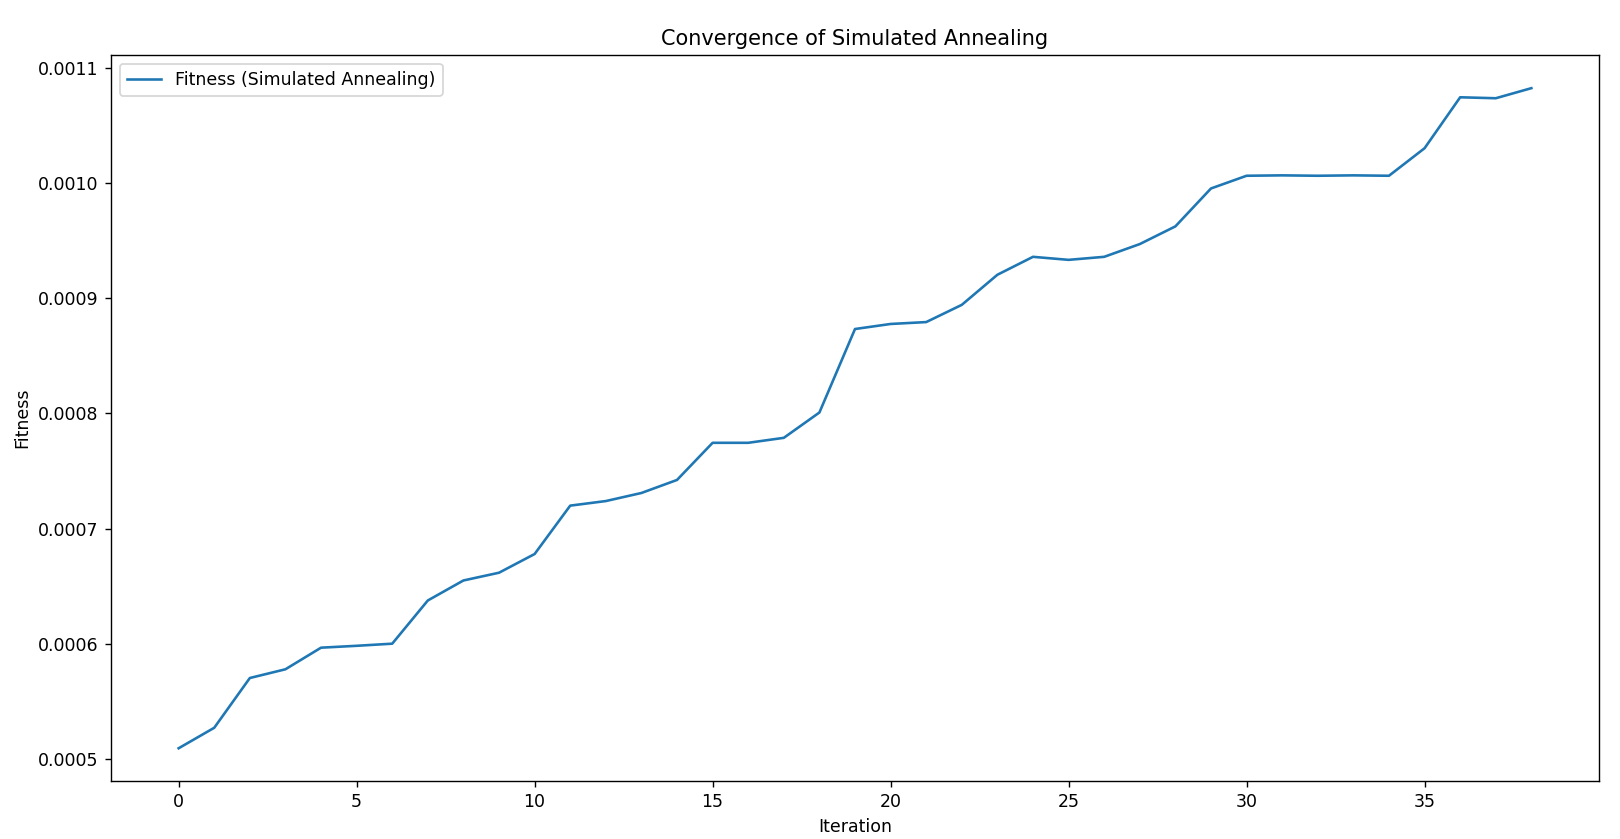 Convergence of Simulated Annealing
Fitness (Simulated Annealing)
0.0011
0.0010
0.0009
0.0008
0.0007
0.0006
0.0005
Fitness
0 5 10 15 20 25 30 35
Iteration